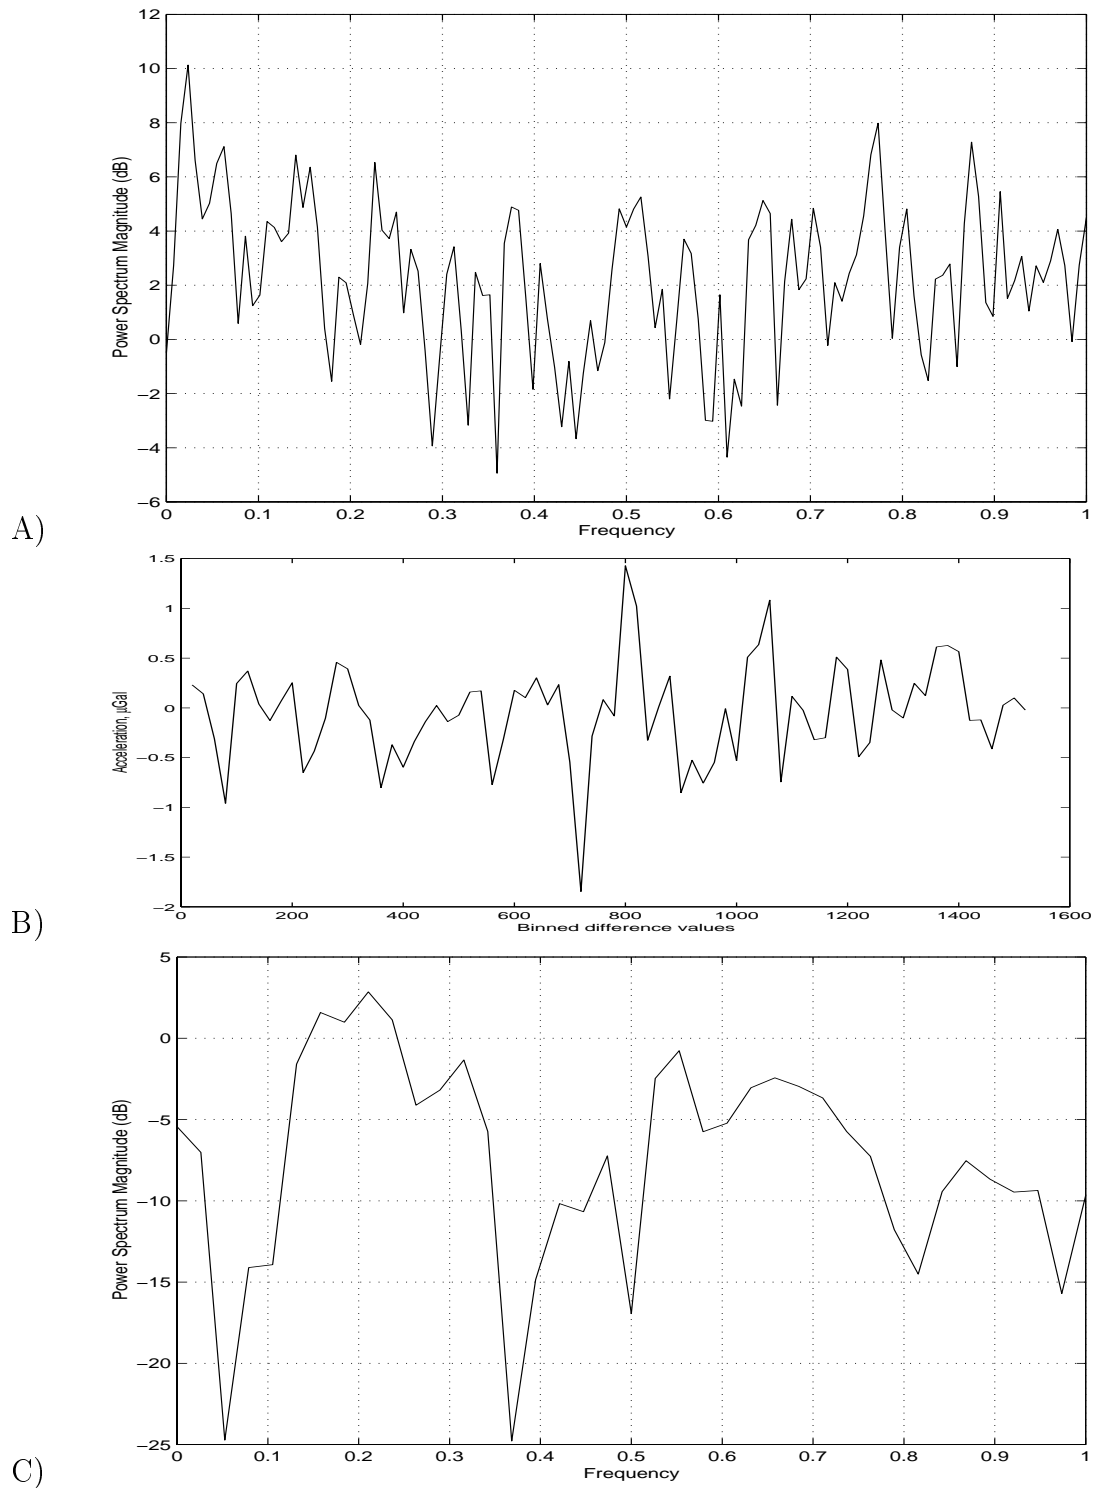 12
10
8
6
4
2
0
−2
−4
−6
Power Spectrum Magnitude (dB)
0 0.1 0.2 0.3 0.4 0.5 0.6 0.7 0.8 0.9 1
Frequency
A)
1.5
1
0.5
0
−0.5
−1
−1.5
−2
Acceleration, μGal
0 200 400 600 800 1000 1200 1400 1600
Binned difference values
B)
5
0
−5
−10
−15
−20
−25
Power Spectrum Magnitude (dB)
0 0.1 0.2 0.3 0.4 0.5 0.6 0.7 0.8 0.9 1
Frequency
C)